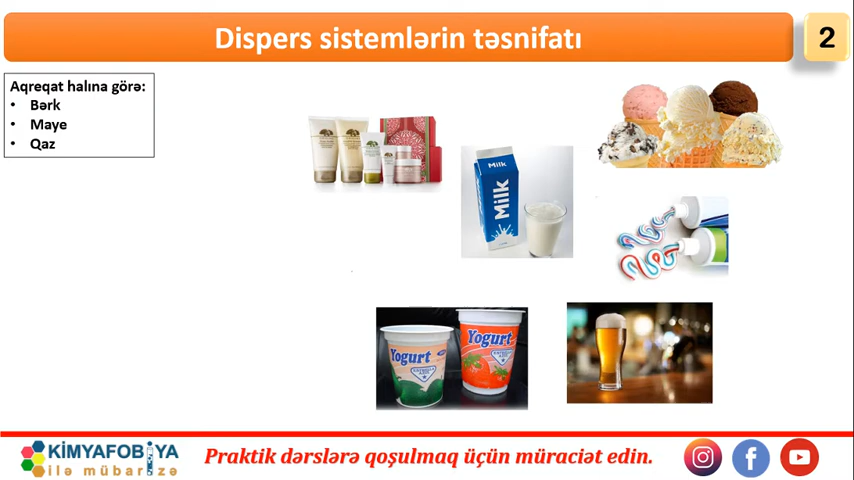 Dispers sistemlərin təsnifatı
2
Aqreqat halına görə:
• Bərk
• Maye
• Qaz
Milk
Milk
Yogurt
Yogurt
KİMYAFOBİYA
ilə mübarizə
Praktik dərslərə qoşulmaq üçün müraciət edin.